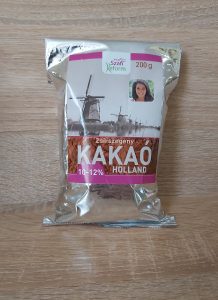 Szafi
Reform
200 g
Zsírszegény
KAKAÓ
10-12%
HOLLAND